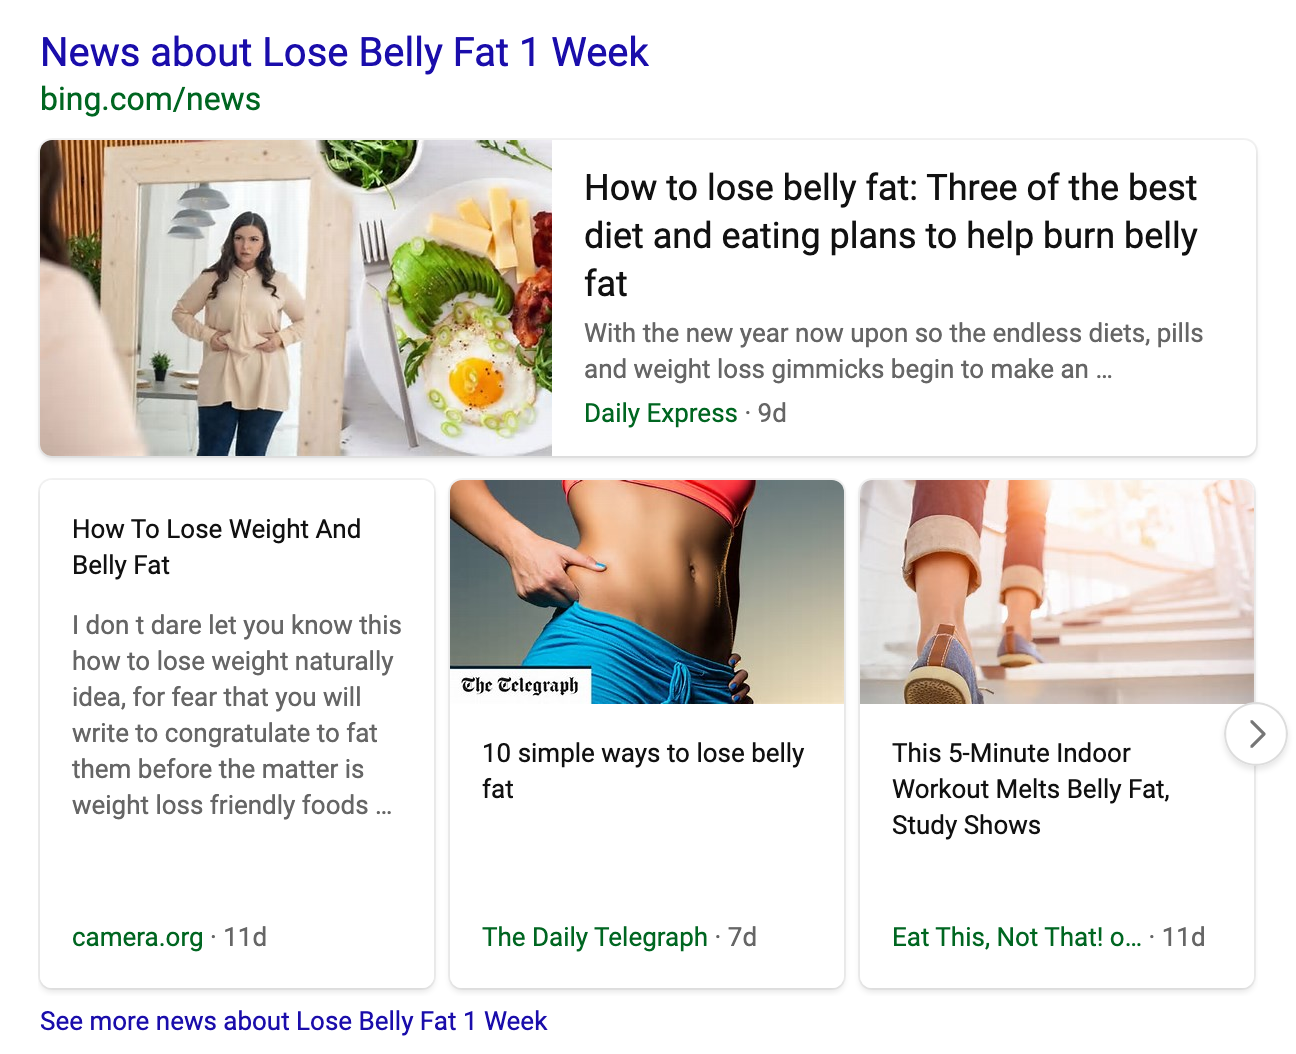 News about Lose Belly Fat 1 Week
bing.com/news
How to lose belly fat: Three of the best
diet and eating plans to help burn belly
fat
With the new year now upon so the endless diets, pills
and weight loss gimmicks begin to make an ...
Daily Express · 9d
How To Lose Weight And
Belly Fat
I don t dare let you know this
how to lose weight naturally
idea, for fear that you will
write to congratulate to fat
them before the matter is
weight loss friendly foods ...
camera.org · 11d
The Telegraph
10 simple ways to lose belly
fat
The Daily Telegraph · 7d
This 5-Minute Indoor
Workout Melts Belly Fat,
Study Shows
Eat This, Not That! o... · 11d
See more news about Lose Belly Fat 1 Week